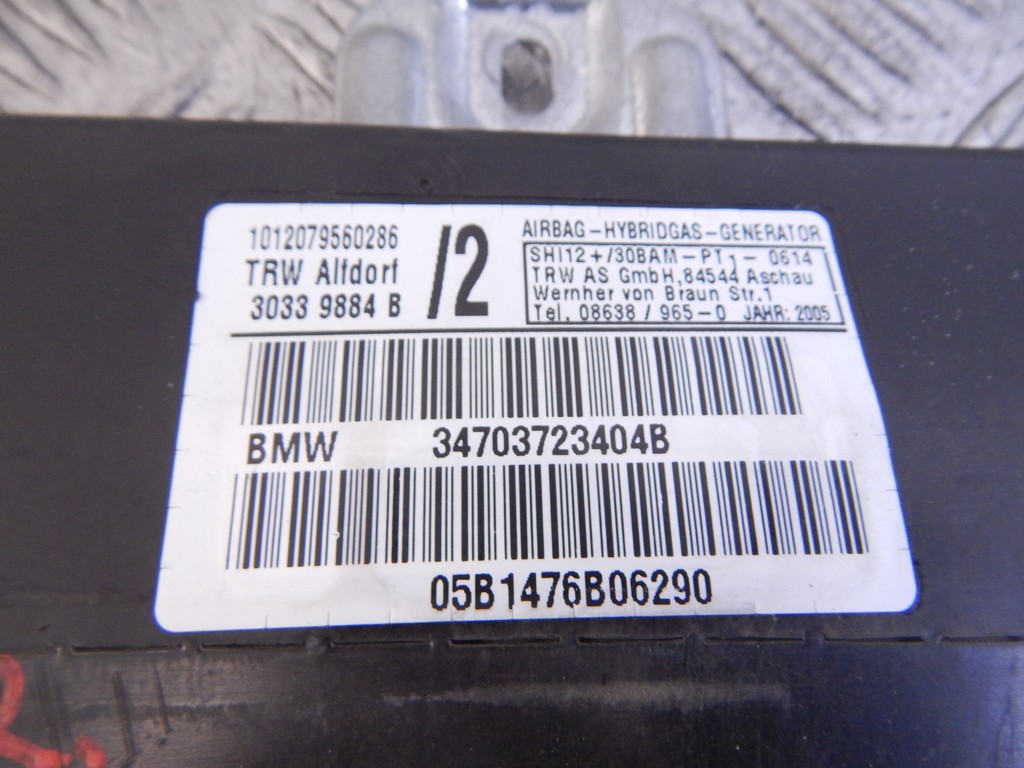 1012079560286
TRW Alfdorf
3033 9884 B
/2
AIRBAG-HYBRIDGAS-GENERATOR
SHI12+/30BAM-PT1-0614
TRW AS GmbH,84544 Aschau
Wernher von Braun Str.1
Tel. 08638/965-0 JAHR: 2005
BMW 34703723404B
05B1476B06290